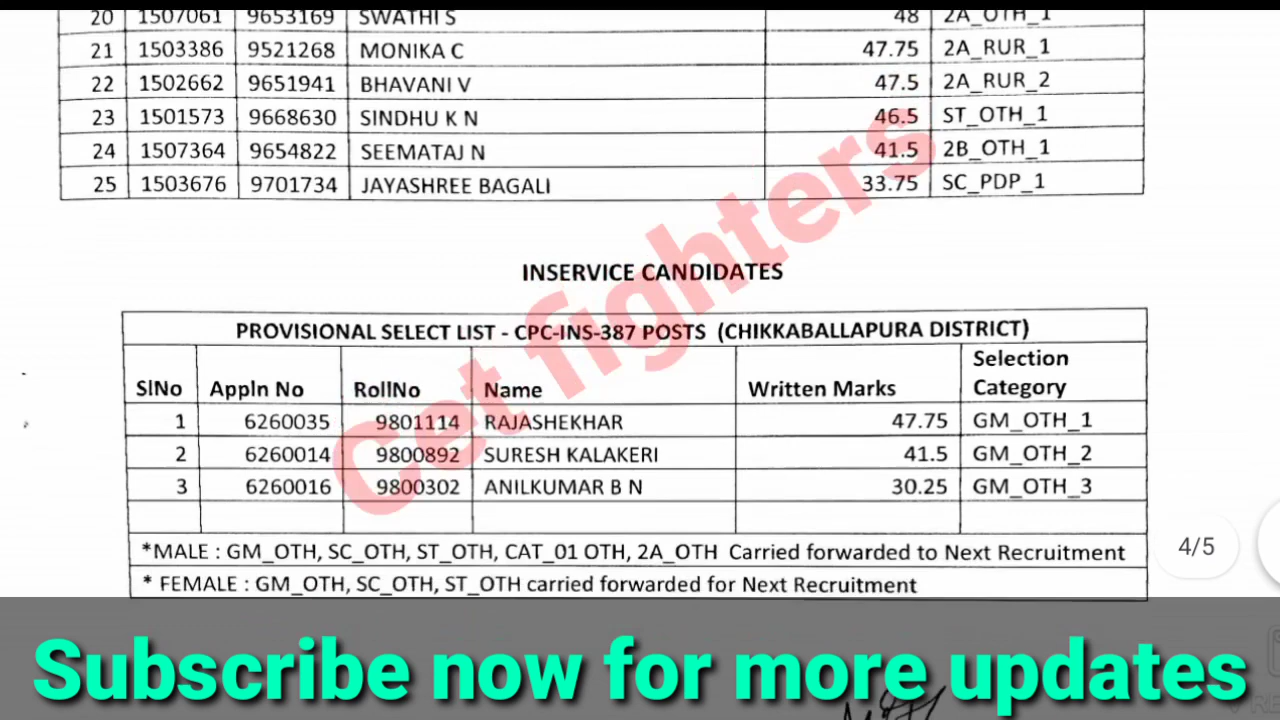 20 1507061 9653169 SWATHI S 48 2A_OTH_1
21 1503386 9521268 MONIKA C 47.75 2A_RUR_1
22 1502662 9651941 BHAVANI V 47.5 2A_RUR_2
23 1501573 9668630 SINDHU K N 46.5 ST_OTH_1
24 1507364 9654822 SEEMATAJ N 41.5 2B_OTH_1
25 1503676 9701734 JAYASHREE BAGALI 33.75 SC_PDP_1
Cet fighters
INSERVICE CANDIDATES
PROVISIONAL SELECT LIST - CPC-INS-387 POSTS (CHIKKABALLAPURA DISTRICT)
SlNo Appln No RollNo Name Written Marks Selection Category
1 6260035 9801114 RAJASHEKHAR 47.75 GM_OTH_1
2 6260014 9800892 SURESH KALAKERI 41.5 GM_OTH_2
3 6260016 9800302 ANILKUMAR B N 30.25 GM_OTH_3
*MALE : GM_OTH, SC_OTH, ST_OTH, CAT_01 OTH, 2A_OTH Carried forwarded to Next Recruitment
* FEMALE : GM_OTH, SC_OTH, ST_OTH carried forwarded for Next Recruitment
4/5
Subscribe now for more updates